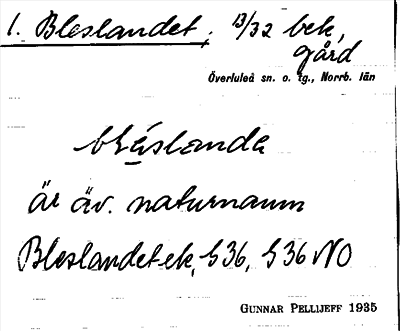 1. Bleslandet, 13/32 bek,
gård
Överluleå sn. o. tg., Norrb. län
är äv. naturnamn
Bleslandet ek, G 36, G 36 NO
GUNNAR PELLIJEFF 1935